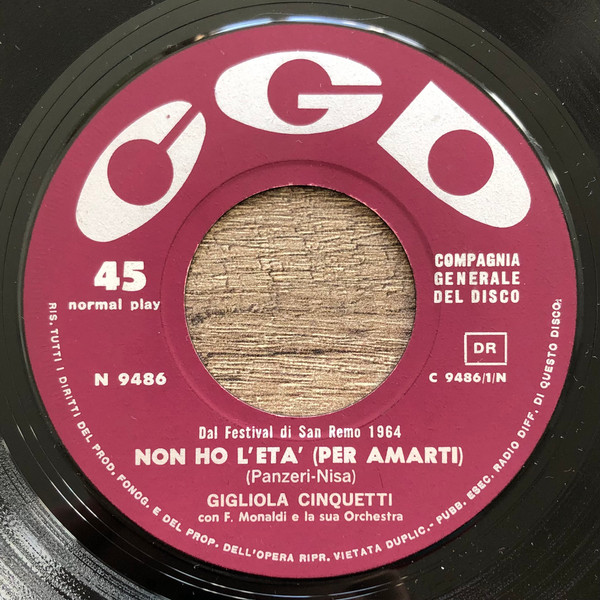 CGD
45
normal play
COMPAGNIA
GENERALE
DEL DISCO
N 9486
DR
C 9486/1/N
Dal Festival di San Remo 1964
NON HO L'ETA' (PER AMARTI)
(Panzeri-Nisa)
GIGLIOLA CINQUETTI
con F. Monaldi e la sua Orchestra
RIS. TUTTI I DIRITTI DEL PROD. FONOG. E DEL PROP. DELL'OPERA RIPR. VIETATA DUPLIC.- PUBB. ESEC. RADIO DIFF. DI QUESTO DISCO: